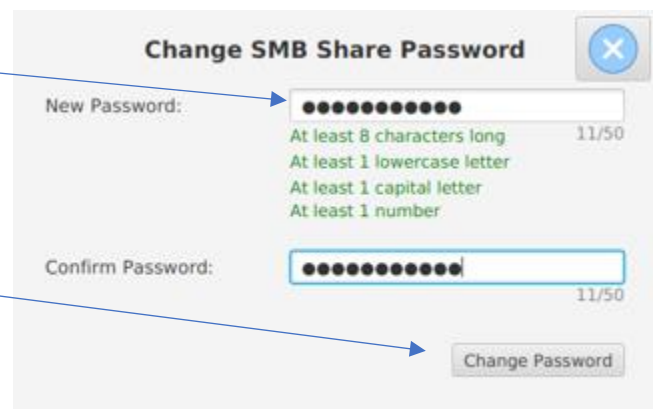 Change SMB Share Password
New Password: ●●●●●●●●●●●
At least 8 characters long 11/50
At least 1 lowercase letter
At least 1 capital letter
At least 1 number
Confirm Password: ●●●●●●●●●●●
11/50
Change Password